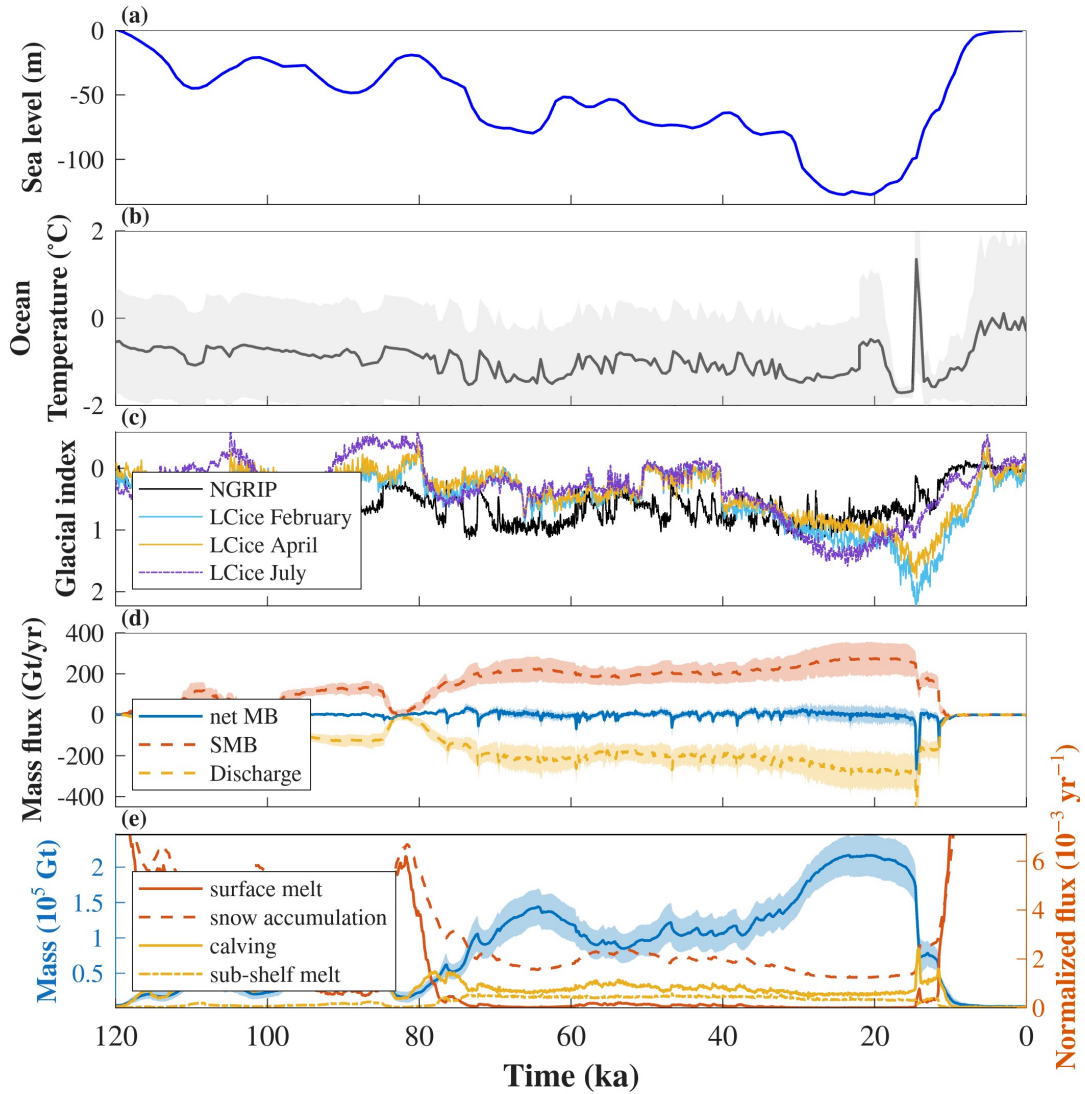 (a)
Sea level (m)
0
-50
-100
(b)
Ocean
Temperature (°C)
2
0
-2
(c)
Glacial index
0
1
2
NGRIP
LCice February
LCice April
LCice July
(d)
Mass flux (Gt/yr)
400
200
0
-200
-400
net MB
SMB
Discharge
(e)
Mass (10⁵ Gt)
2
1.5
1
0.5
surface melt
snow accumulation
calving
sub-shelf melt
6
4
2
0
Normalized flux (10⁻³ yr⁻¹)
120 100 80 60 40 20 0
Time (ka)